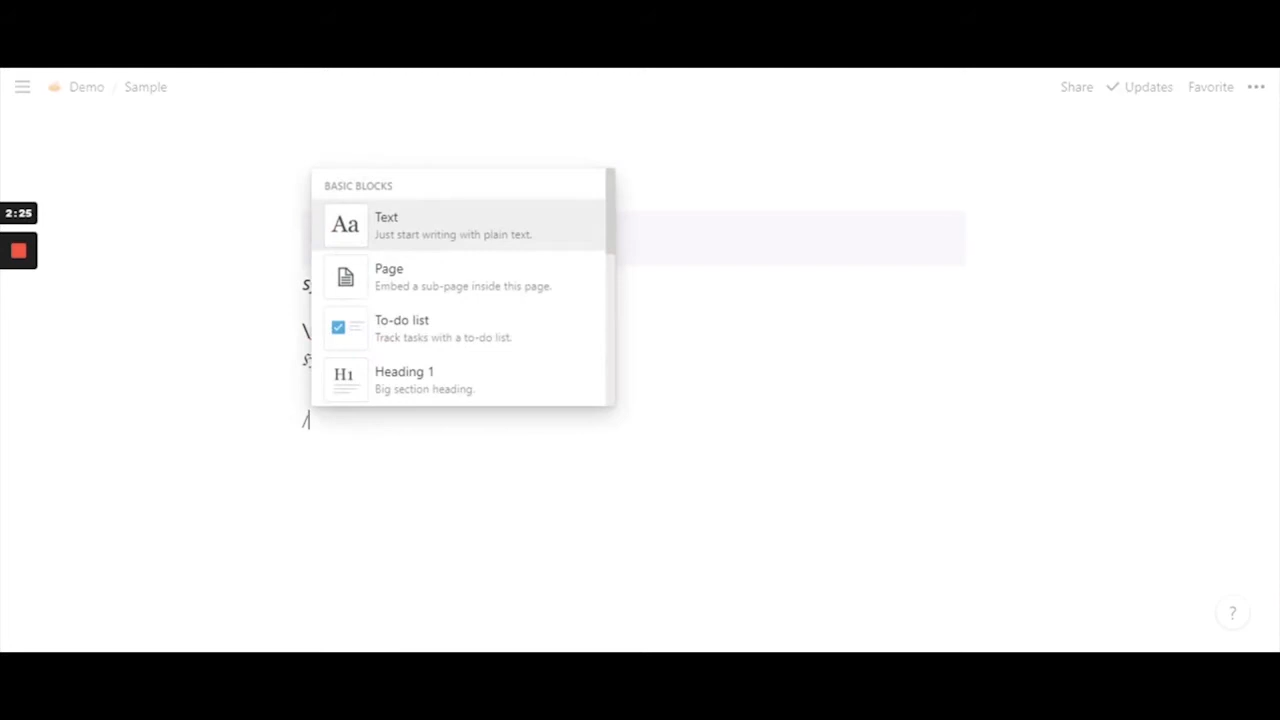 Demo / Sample
Share Updates Favorite
BASIC BLOCKS
2:25
Aa
Text
Just start writing with plain text.
Page
Embed a sub-page inside this page.
To-do list
Track tasks with a to-do list.
H1
Heading 1
Big section heading.
/
?